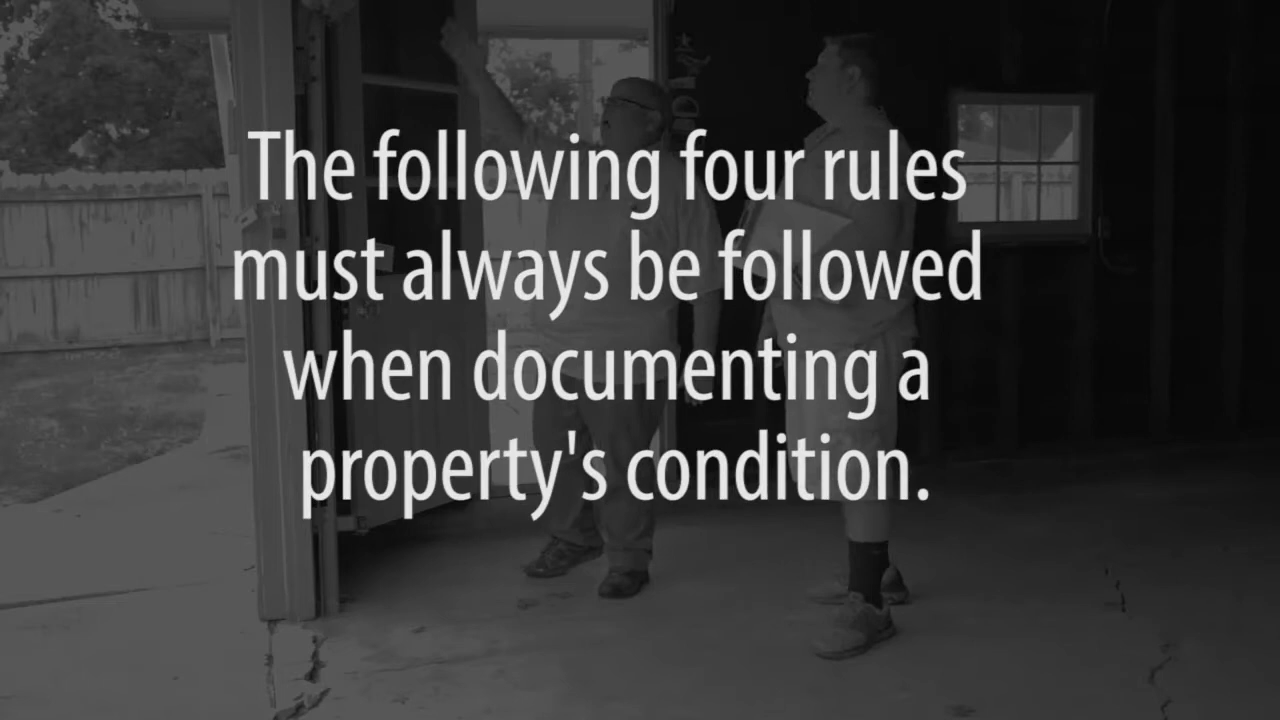 The following four rules
must always be followed
when documenting a
property's condition.